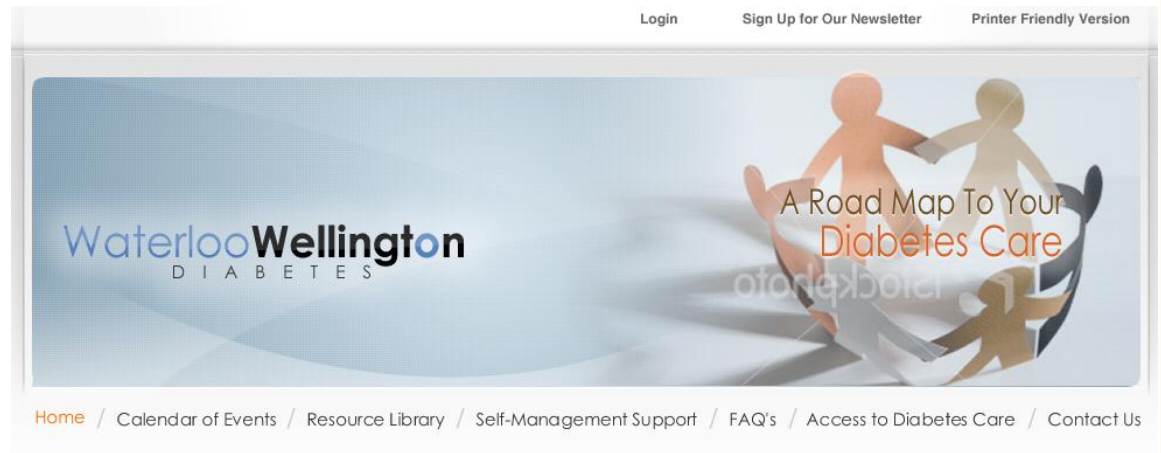 Login Sign Up for Our Newsletter Printer Friendly Version
A Road Map To Your
Diabetes Care
WaterlooWellington
DIABETES
iStockphoto
Home / Calendar of Events / Resource Library / Self-Management Support / FAQ's / Access to Diabetes Care / Contact Us